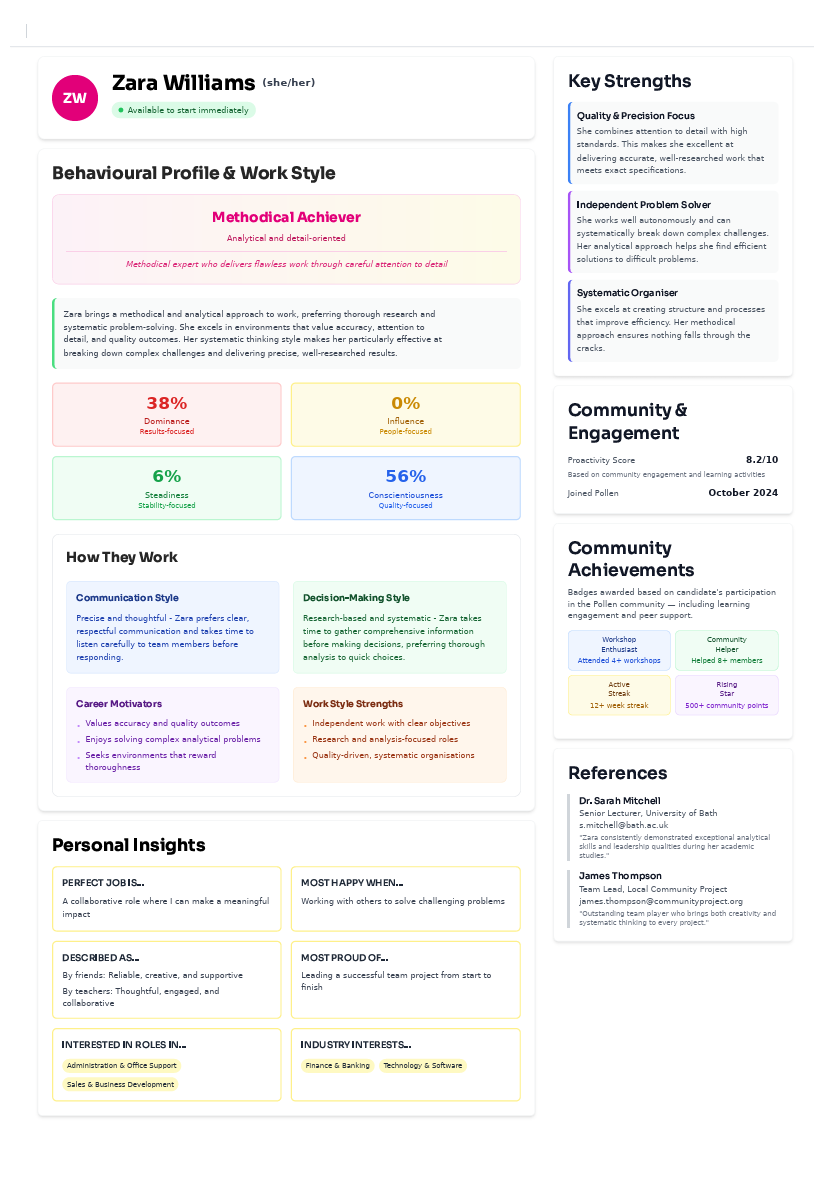 ZW
Zara Williams (she/her)
Available to start immediately
Behavioural Profile & Work Style
Methodical Achiever
Analytical and detail-oriented
Methodical expert who delivers flawless work through careful attention to detail
Zara brings a methodical and analytical approach to work, preferring thorough research and
systematic problem-solving. She excels in environments that value accuracy, attention to
detail, and quality outcomes. Her systematic thinking style makes her particularly effective at
breaking down complex challenges and delivering precise, well-researched results.
38%
Dominance
Results-focused
0%
Influence
People-focused
6%
Steadiness
Stability-focused
56%
Conscientiousness
Quality-focused
How They Work
Communication Style
Precise and thoughtful - Zara prefers clear,
respectful communication and takes time to
listen carefully to team members before
responding.
Decision-Making Style
Research-based and systematic - Zara takes
time to gather comprehensive information
before making decisions, preferring thorough
analysis to quick choices.
Career Motivators
• Values accuracy and quality outcomes
• Enjoys solving complex analytical problems
• Seeks environments that reward
thoroughness
Work Style Strengths
• Independent work with clear objectives
• Research and analysis-focused roles
• Quality-driven, systematic organisations
Personal Insights
PERFECT JOB IS...
A collaborative role where I can make a meaningful
impact
MOST HAPPY WHEN...
Working with others to solve challenging problems
DESCRIBED AS...
By friends: Reliable, creative, and supportive
By teachers: Thoughtful, engaged, and
collaborative
MOST PROUD OF...
Leading a successful team project from start to
finish
INTERESTED IN ROLES IN...
Administration & Office Support
Sales & Business Development
INDUSTRY INTERESTS...
Finance & Banking Technology & Software
Key Strengths
Quality & Precision Focus
She combines attention to detail with high
standards. This makes she excellent at
delivering accurate, well-researched work that
meets exact specifications.
Independent Problem Solver
She works well autonomously and can
systematically break down complex challenges.
Her analytical approach helps she find efficient
solutions to difficult problems.
Systematic Organiser
She excels at creating structure and processes
that improve efficiency. Her methodical
approach ensures nothing falls through the
cracks.
Community &
Engagement
Proactivity Score 8.2/10
Based on community engagement and learning activities
Joined Pollen October 2024
Community
Achievements
Badges awarded based on candidate's participation
in the Pollen community — including learning
engagement and peer support.
Workshop
Enthusiast
Attended 4+ workshops
Community
Helper
Helped 8+ members
Active
Streak
12+ week streak
Rising
Star
500+ community points
References
Dr. Sarah Mitchell
Senior Lecturer, University of Bath
s.mitchell@bath.ac.uk
"Zara consistently demonstrated exceptional analytical
skills and leadership qualities during her academic
studies."
James Thompson
Team Lead, Local Community Project
james.thompson@communityproject.org
"Outstanding team player who brings both creativity and
systematic thinking to every project."